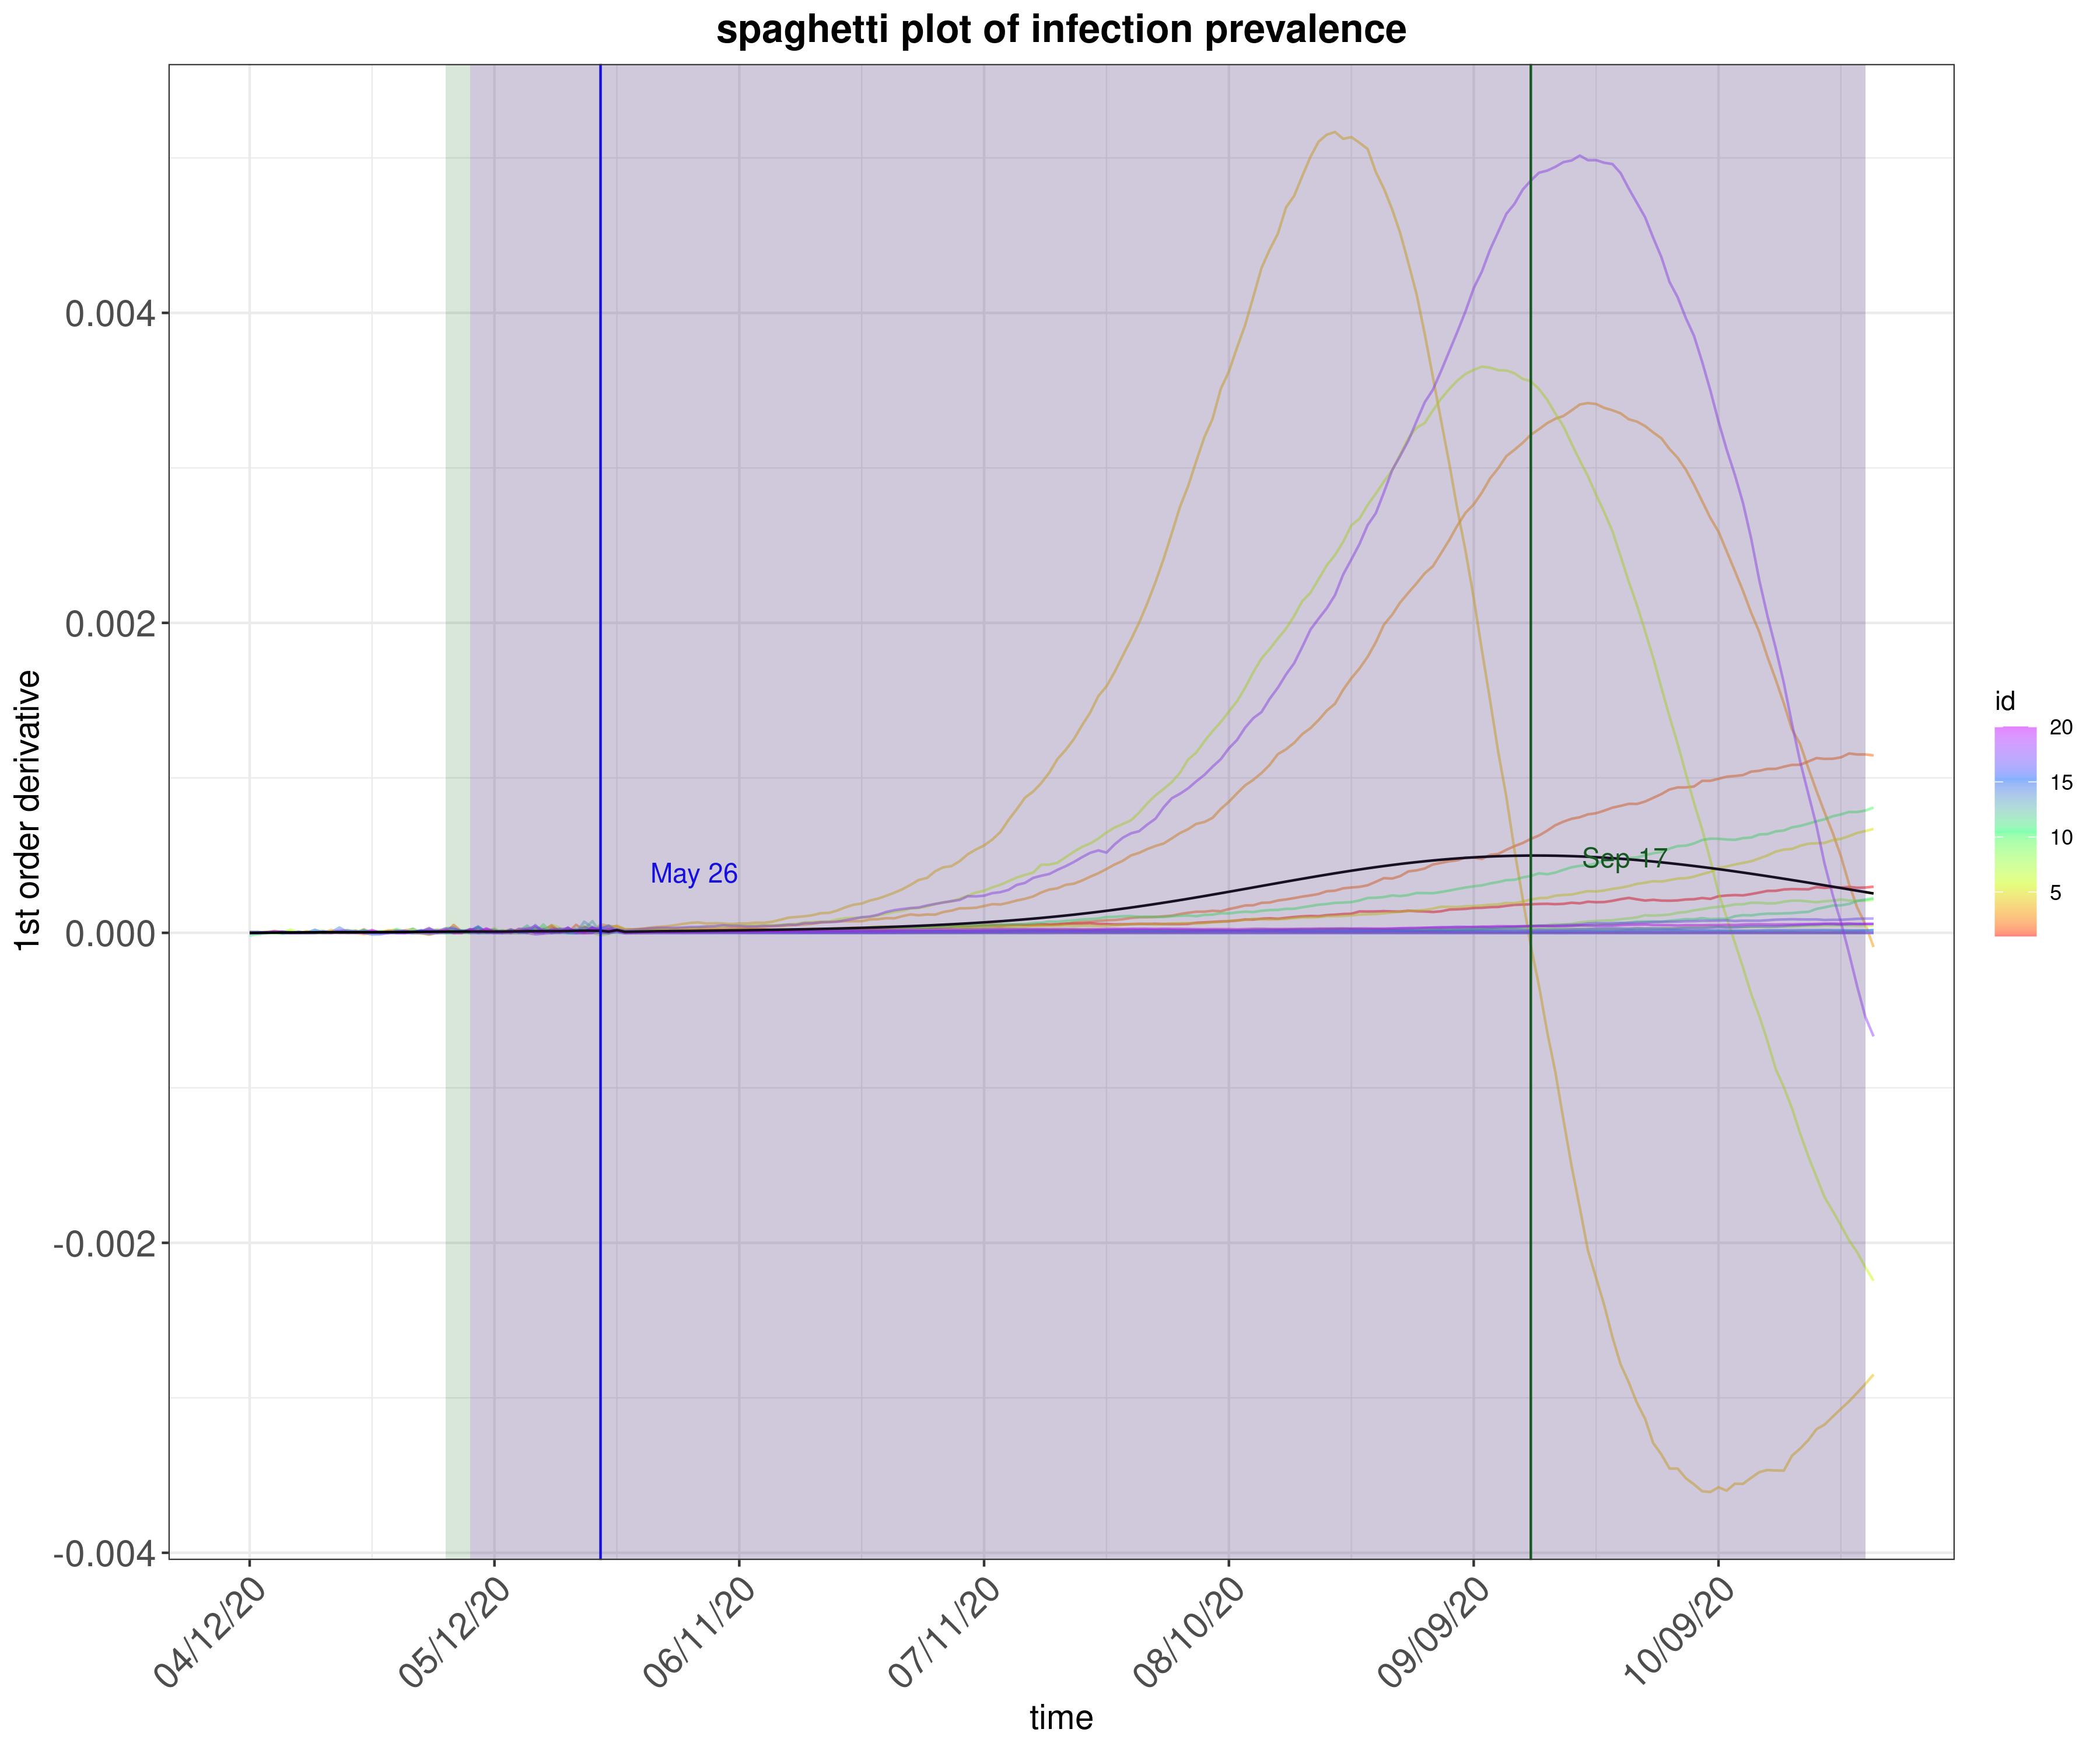 spaghetti plot of infection prevalence
1st order derivative
0.004
0.002
0.000
-0.002
-0.004
May 26
Sep 17
id
20
15
10
5
04/12/20
05/12/20
06/11/20
07/11/20
08/10/20
09/09/20
10/09/20
time